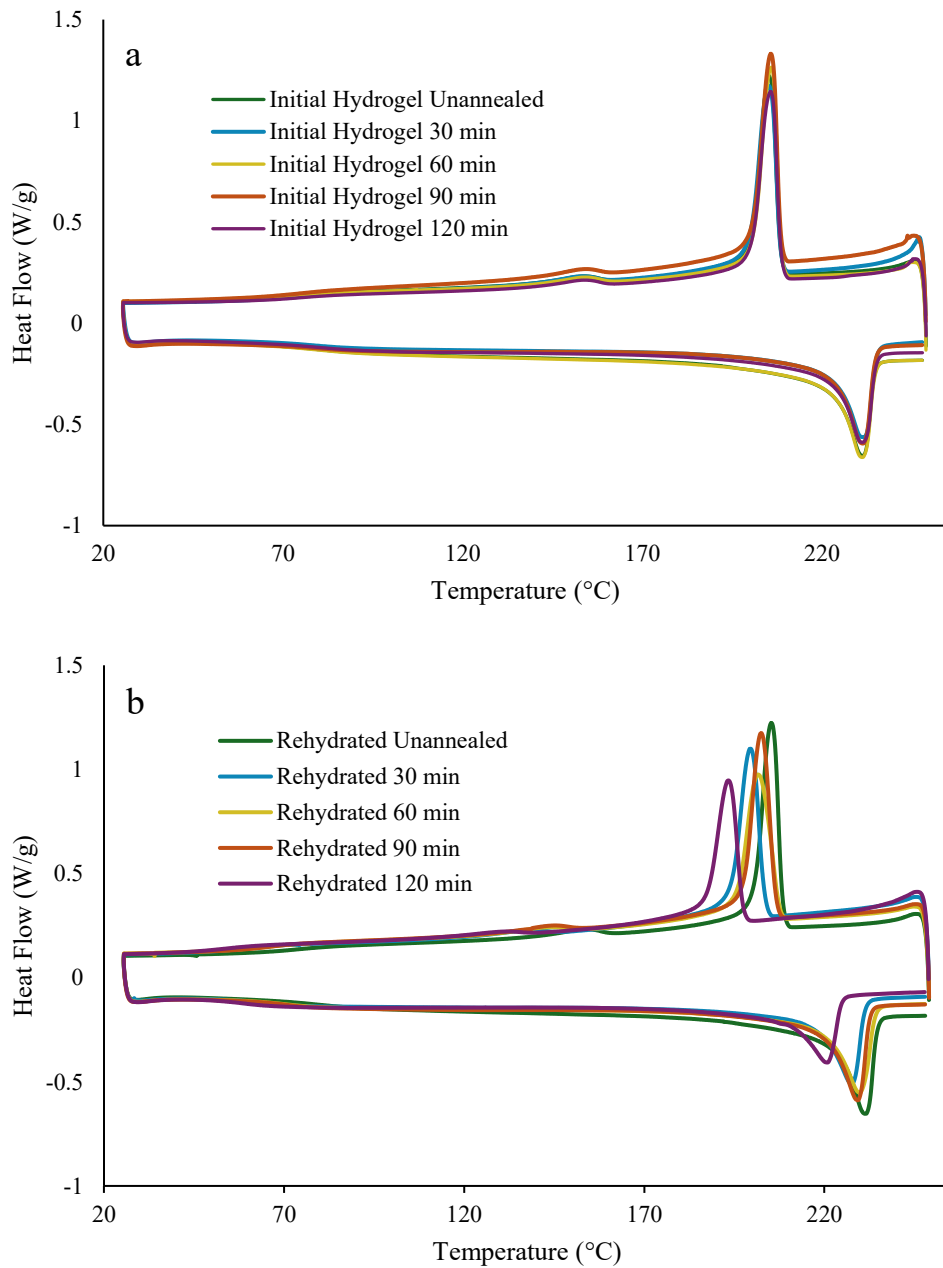 1.5
a
Initial Hydrogel Unannealed
1
Initial Hydrogel 30 min
Initial Hydrogel 60 min
Initial Hydrogel 90 min
0.5
Initial Hydrogel 120 min
Heat Flow (W/g)
0
-0.5
-1
20 70 120 170 220
Temperature (°C)
1.5
b
Rehydrated Unannealed
Rehydrated 30 min
1
Rehydrated 60 min
Rehydrated 90 min
Rehydrated 120 min
0.5
Heat Flow (W/g)
0
-0.5
-1
20 70 120 170 220
Temperature (°C)